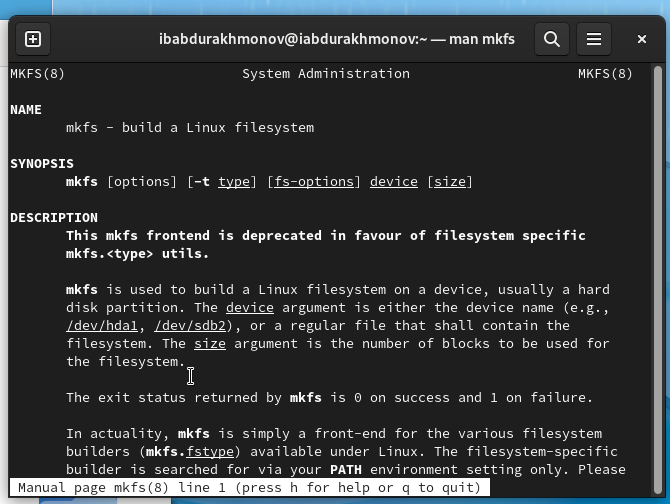 ibabdurakhmonov@iabdurakhmonov:~ — man mkfs
MKFS(8) System Administration MKFS(8)
NAME
mkfs - build a Linux filesystem
SYNOPSIS
mkfs [options] [-t type] [fs-options] device [size]
DESCRIPTION
This mkfs frontend is deprecated in favour of filesystem specific
mkfs.<type> utils.
mkfs is used to build a Linux filesystem on a device, usually a hard
disk partition. The device argument is either the device name (e.g.,
/dev/hda1, /dev/sdb2), or a regular file that shall contain the
filesystem. The size argument is the number of blocks to be used for
the filesystem.
The exit status returned by mkfs is 0 on success and 1 on failure.
In actuality, mkfs is simply a front-end for the various filesystem
builders (mkfs.fstype) available under Linux. The filesystem-specific
builder is searched for via your PATH environment setting only. Please
Manual page mkfs(8) line 1 (press h for help or q to quit)